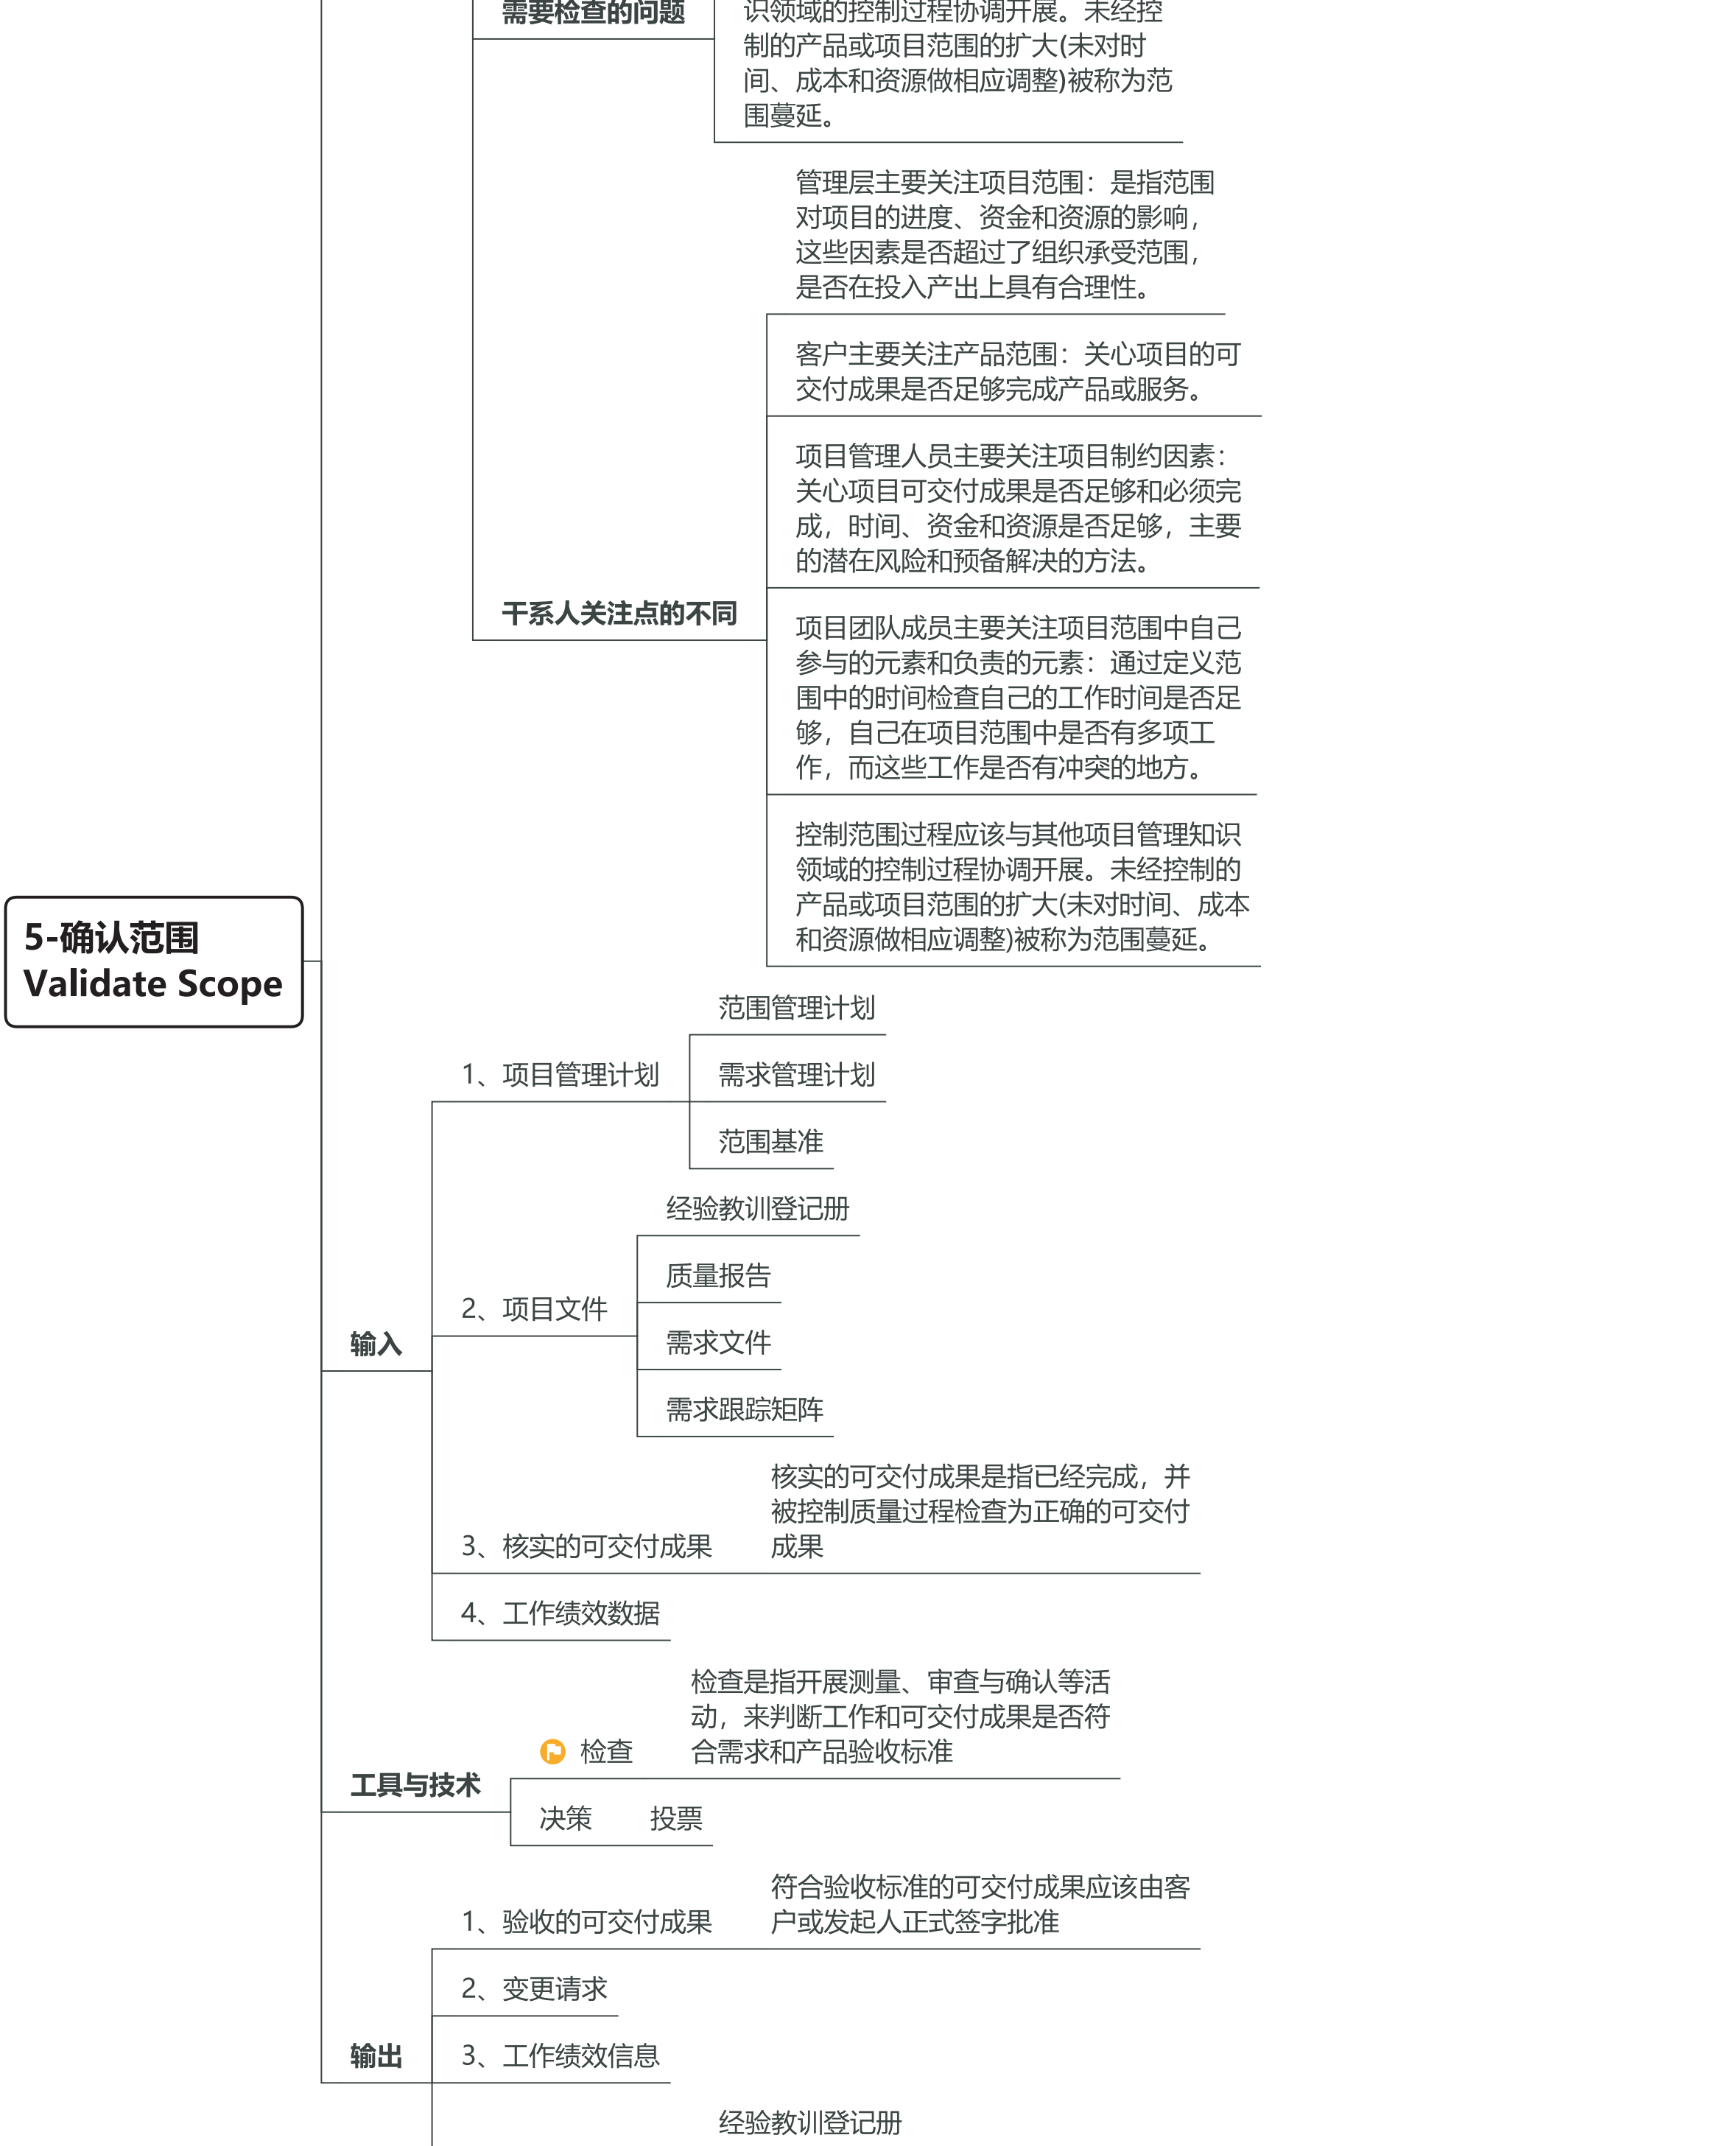 需要检查的问题
识领域的控制过程协调开展。未经控
制的产品或项目范围的扩大(未对时
间、成本和资源做相应调整)被称为范
围蔓延。
管理层主要关注项目范围：是指范围
对项目的进度、资金和资源的影响，
这些因素是否超过了组织承受范围，
是否在投入产出上具有合理性。
客户主要关注产品范围：关心项目的可
交付成果是否足够完成产品或服务。
项目管理人员主要关注项目制约因素：
关心项目可交付成果是否足够和必须完
成，时间、资金和资源是否足够，主要
的潜在风险和预备解决的方法。
干系人关注点的不同
项目团队成员主要关注项目范围中自己
参与的元素和负责的元素：通过定义范
围中的时间检查自己的工作时间是否足
够，自己在项目范围中是否有多项工
作，而这些工作是否有冲突的地方。
控制范围过程应该与其他项目管理知识
领域的控制过程协调开展。未经控制的
产品或项目范围的扩大(未对时间、成本
和资源做相应调整)被称为范围蔓延。
5-确认范围
Validate Scope
范围管理计划
1、项目管理计划
需求管理计划
范围基准
经验教训登记册
质量报告
2、项目文件
需求文件
输入
需求跟踪矩阵
核实的可交付成果是指已经完成，并
被控制质量过程检查为正确的可交付
成果
3、核实的可交付成果
4、工作绩效数据
检查是指开展测量、审查与确认等活
动，来判断工作和可交付成果是否符
合需求和产品验收标准
检查
工具与技术
决策
投票
符合验收标准的可交付成果应该由客
户或发起人正式签字批准
1、验收的可交付成果
2、变更请求
输出
3、工作绩效信息
经验教训登记册